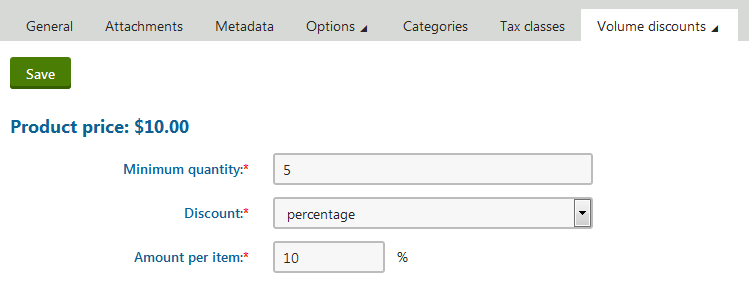 General Attachments Metadata Options Categories Tax classes Volume discounts
Save
Product price: $10.00
Minimum quantity:* 5
Discount:* percentage
Amount per item:* 10 %